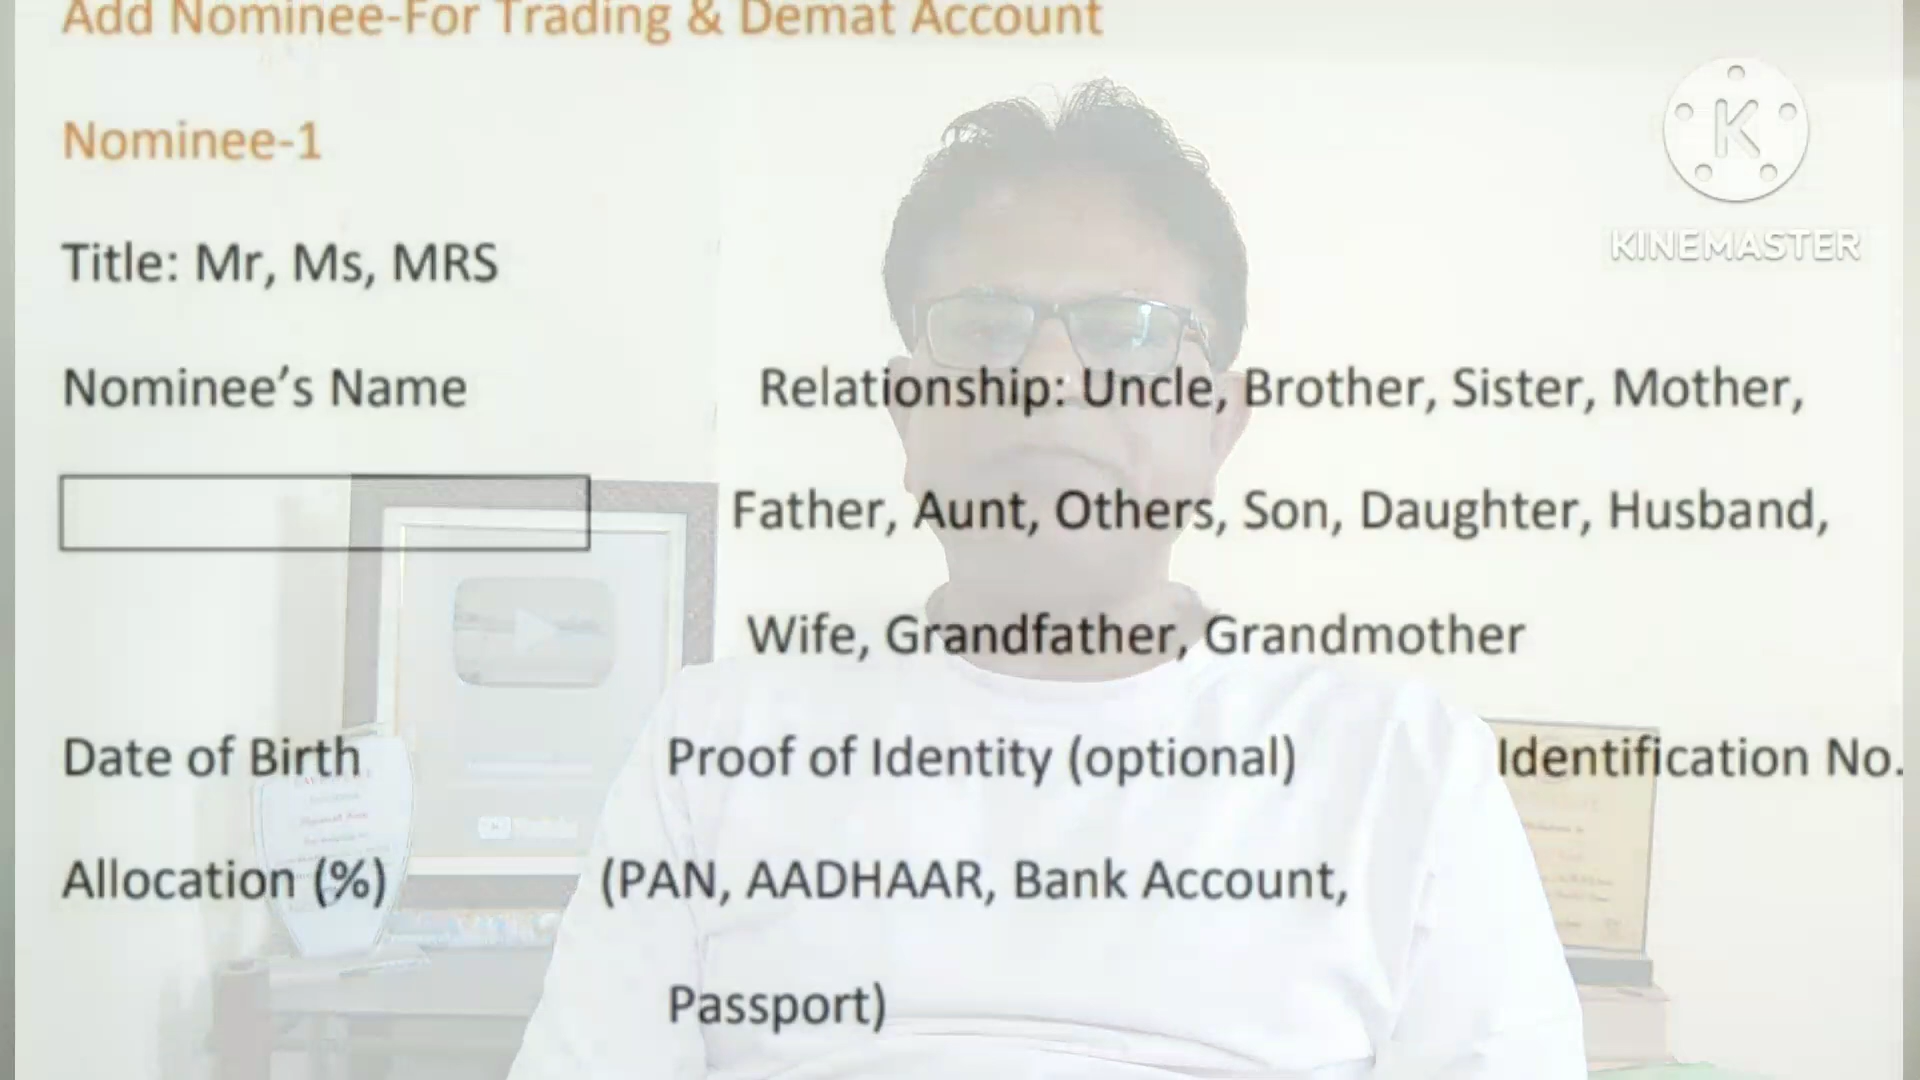 Add Nominee-For Trading & Demat Account
Nominee-1
K
KINEMASTER
Title: Mr, Ms, MRS
Nominee’s Name Relationship: Uncle, Brother, Sister, Mother,
Father, Aunt, Others, Son, Daughter, Husband,
Wife, Grandfather, Grandmother
Date of Birth Proof of Identity (optional) Identification No.
Allocation (%) (PAN, AADHAAR, Bank Account,
Passport)